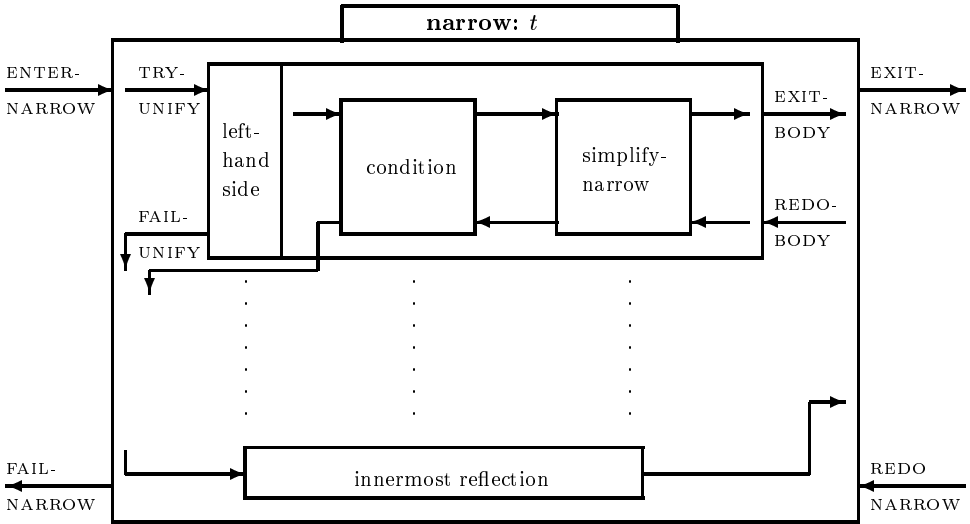 narrow: t
ENTER-
NARROW
TRY-
UNIFY
EXIT-
NARROW
EXIT-
BODY
left-
hand
side
condition
simplify-
narrow
FAIL-
UNIFY
REDO-
BODY
innermost reflection
FAIL-
NARROW
REDO
NARROW